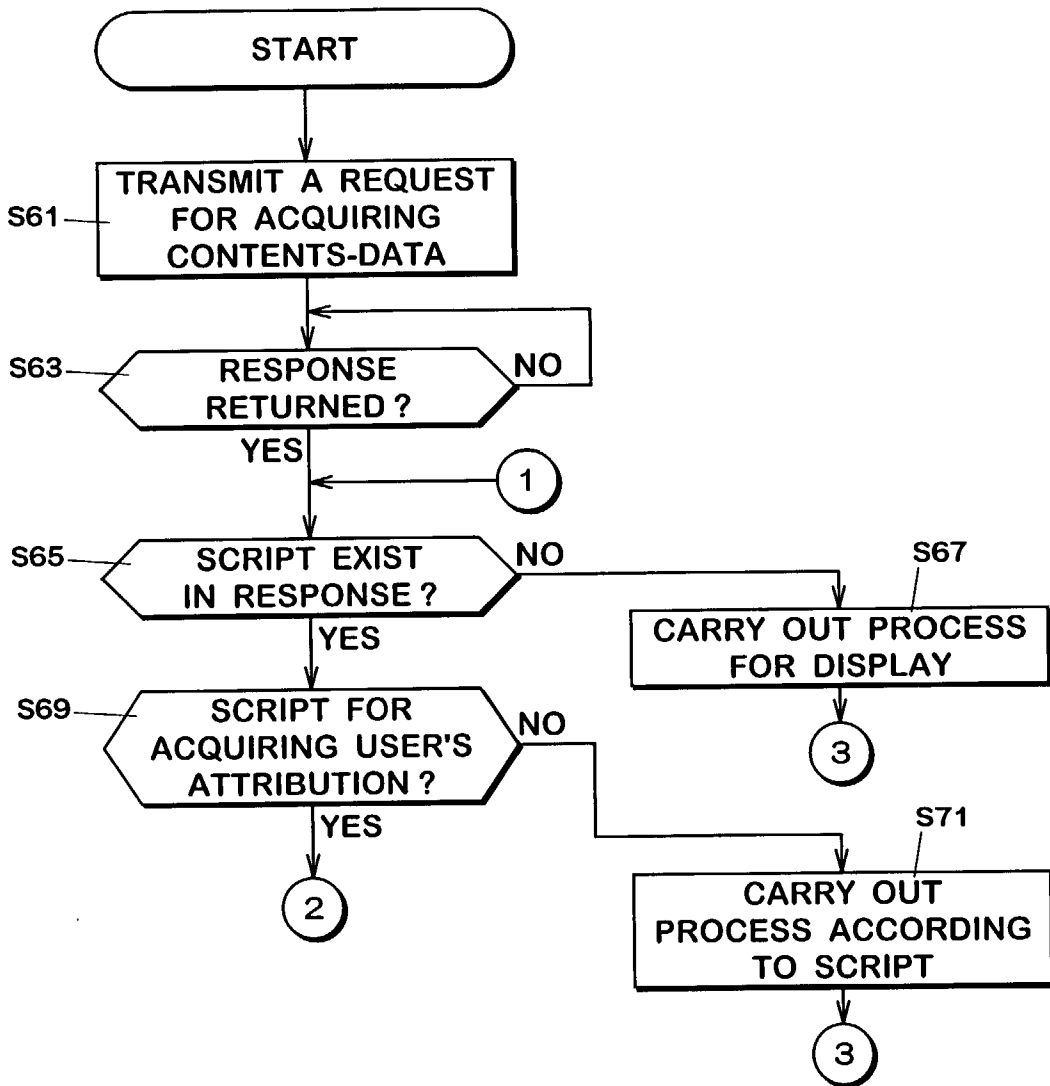 START
S61
TRANSMIT A REQUEST
FOR ACQUIRING
CONTENTS-DATA
S63
RESPONSE
RETURNED ?
NO
YES
1
S65
SCRIPT EXIST
IN RESPONSE ?
NO
YES
S67
CARRY OUT PROCESS
FOR DISPLAY
3
S69
SCRIPT FOR
ACQUIRING USER'S
ATTRIBUTION ?
NO
YES
2
S71
CARRY OUT
PROCESS ACCORDING
TO SCRIPT
3